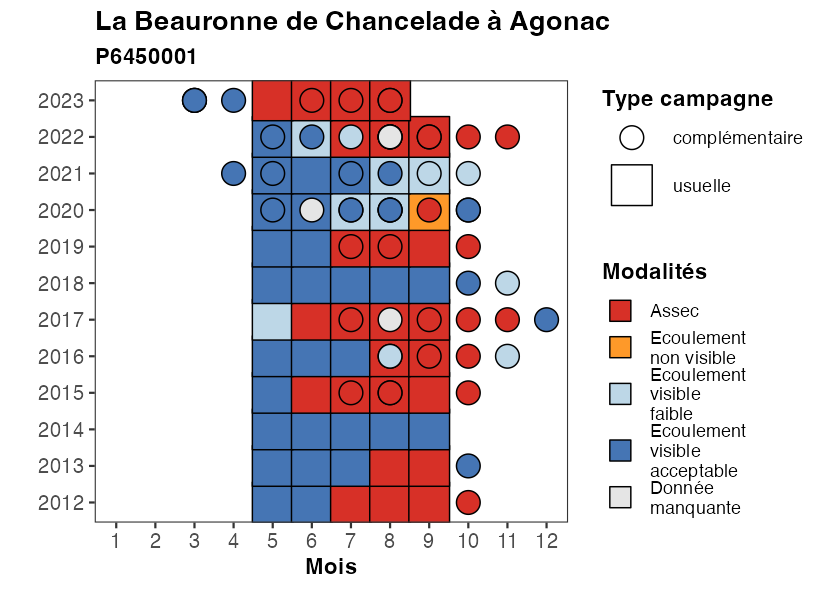 La Beauronne de Chancelade à Agonac
P6450001
2023
2022
2021
2020
2019
2018
2017
2016
2015
2014
2013
2012
1 2 3 4 5 6 7 8 9 10 11 12
Mois
Type campagne
complémentaire
usuelle
Modalités
Assec
Ecoulement
non visible
Ecoulement
visible
faible
Ecoulement
visible
acceptable
Donnée
manquante